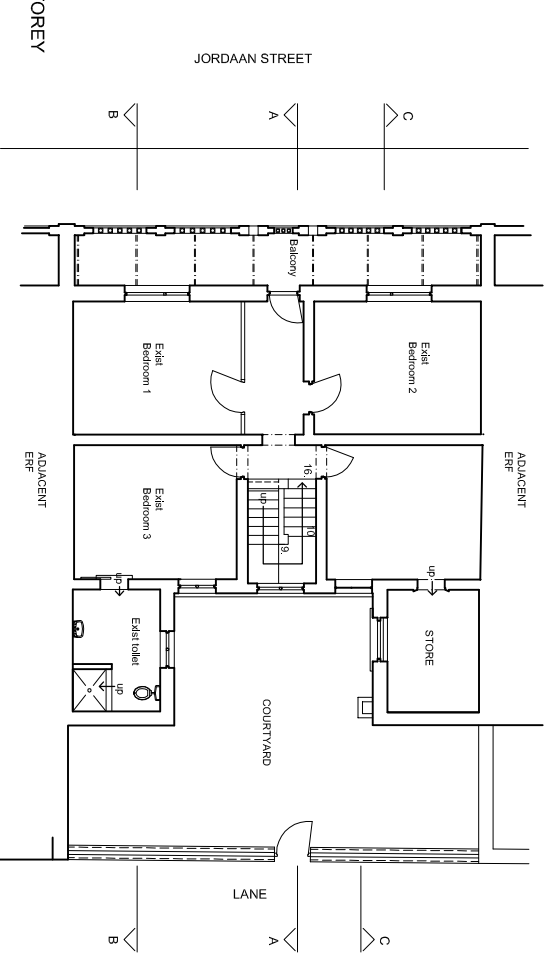 OREY
JORDAAN STREET
B
A
C
Balcony
Exist
Bedroom 1
Exist
Bedroom 2
ADJACENT
ERF
ADJACENT
ERF
16.
up
10
9.
Exist
Bedroom 3
up
up
Exist toilet
up
STORE
COURTYARD
LANE
B
A
C